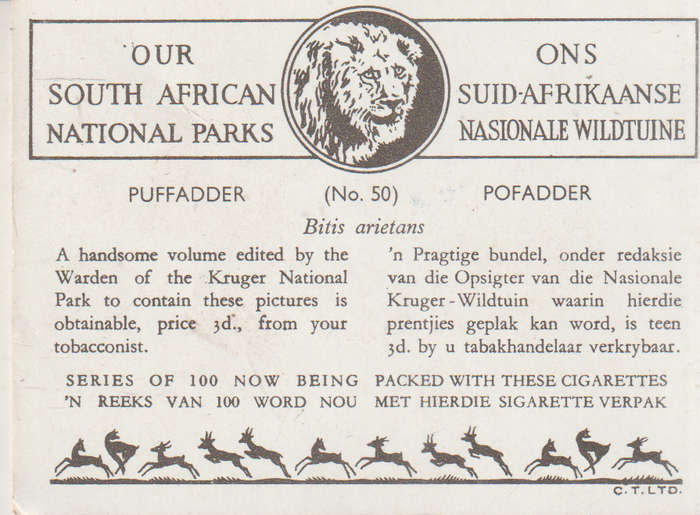 OUR
SOUTH AFRICAN
NATIONAL PARKS
ONS
SUID-AFRIKAANSE
NASIONALE WILDTUINE
PUFFADDER (No. 50) POFADDER
Bitis arietans
A handsome volume edited by the
Warden of the Kruger National
Park to contain these pictures is
obtainable, price 3d., from your
tobacconist.
'n Pragtige bundel, onder redaksie
van die Opsigter van die Nasionale
Kruger-Wildtuin waarin hierdie
prentjies geplak kan word, is teen
3d. by u tabakhandelaar verkrybaar.
SERIES OF 100 NOW BEING PACKED WITH THESE CIGARETTES
'N REEKS VAN 100 WORD NOU MET HIERDIE SIGARETTE VERPAK
C.T.LTD.